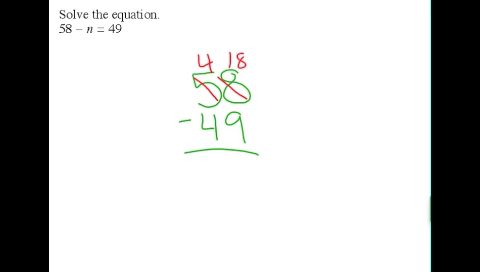 Solve the equation.
58 – n = 49
4 18
58
- 49